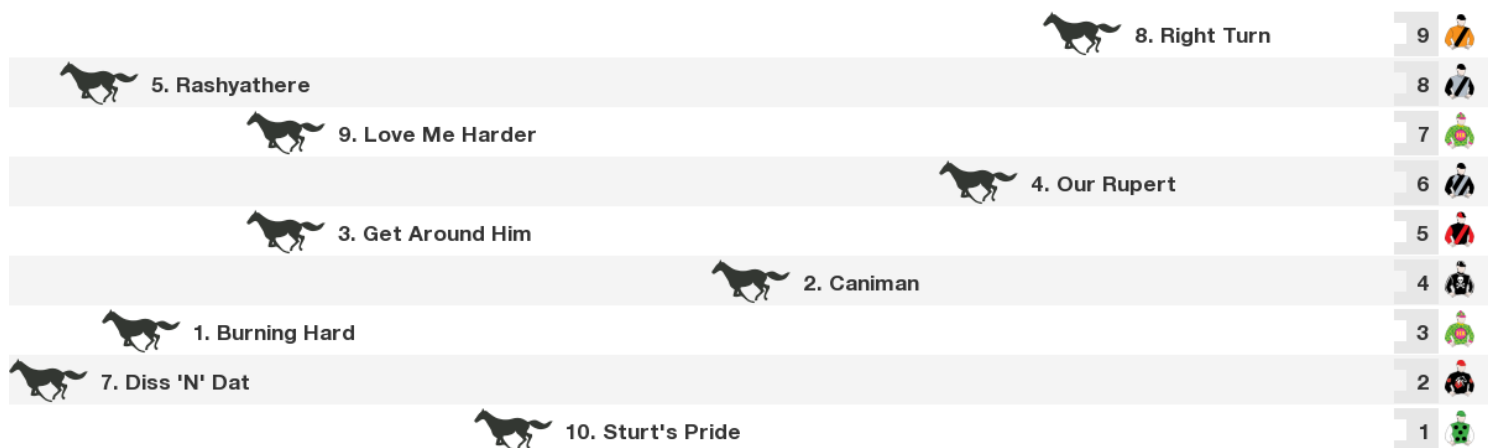 8. Right Turn 9
5. Rashyathere 8
9. Love Me Harder 7
4. Our Rupert 6
3. Get Around Him 5
2. Caniman 4
1. Burning Hard 3
7. Diss 'N' Dat 2
10. Sturt's Pride 1